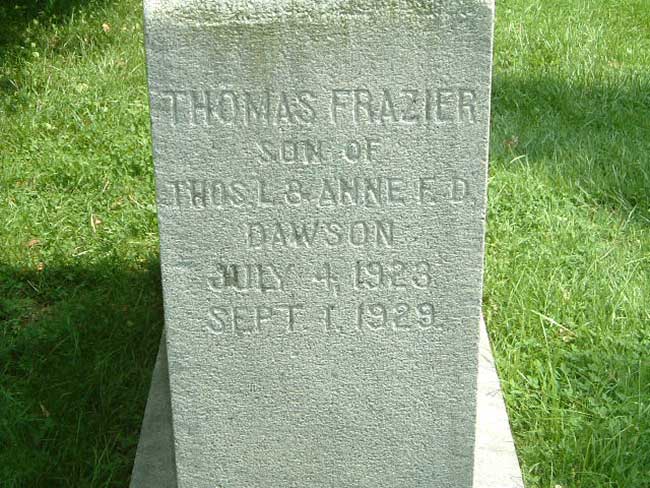 THOMAS FRAZIER
SON OF
THOS. L. & ANNE F. D.
DAWSON
JULY 4, 1923
SEPT. 1, 1929.